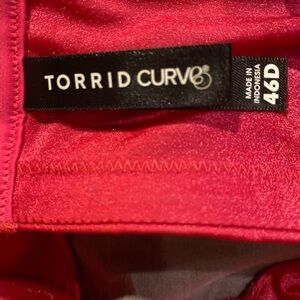 TORRID CURVE®
MADE IN
INDONESIA
46D